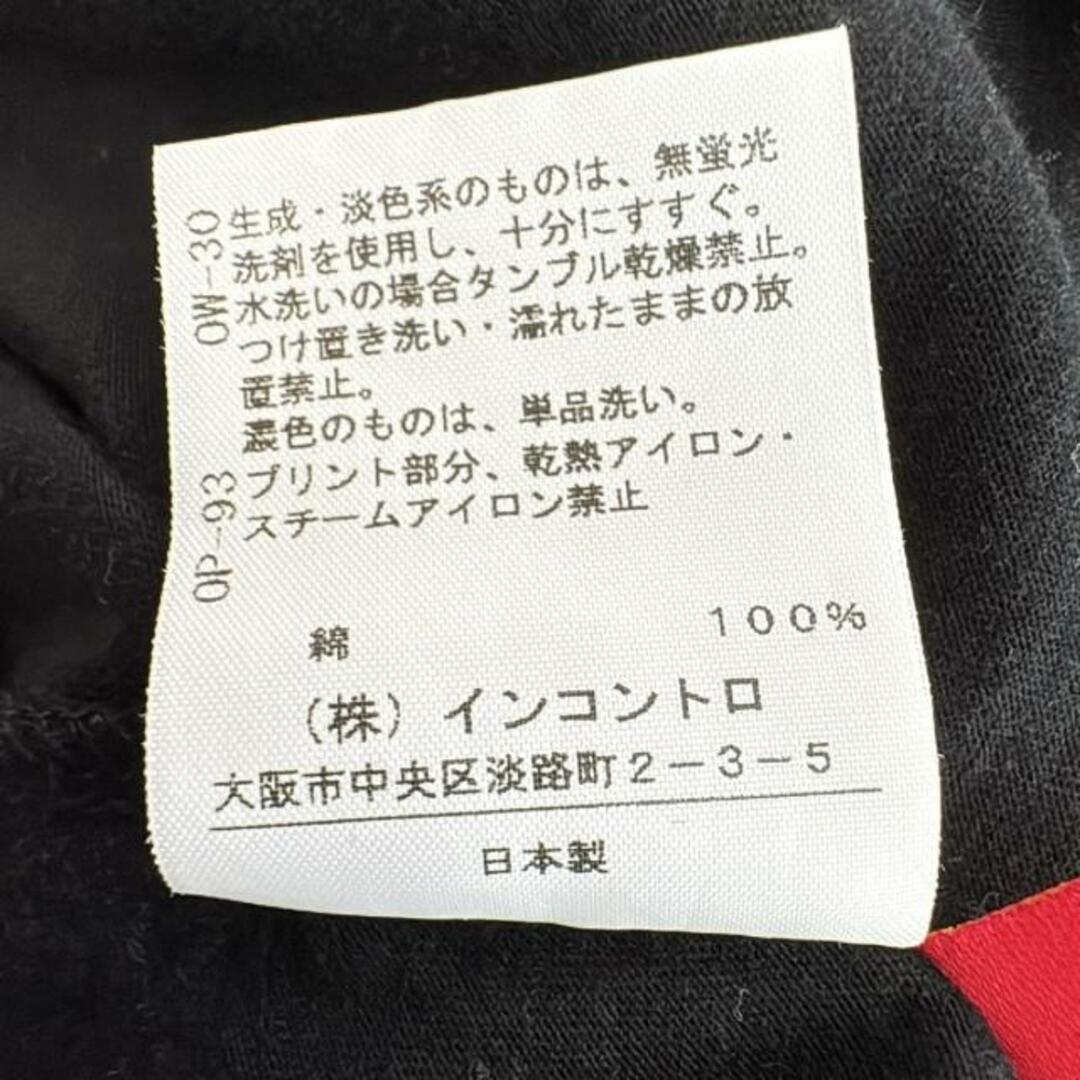 OW-30
生成・淡色系のものは、無蛍光
洗剤を使用し、十分にすすぐ。
水洗いの場合タンブル乾燥禁止。
つけ置き洗い・濡れたままの放
置禁止。
濃色のものは、単品洗い。
OP-93
プリント部分、乾熱アイロン・
スチームアイロン禁止
綿 100%
(株)インコントロ
大阪市中央区淡路町2-3-5
日本製